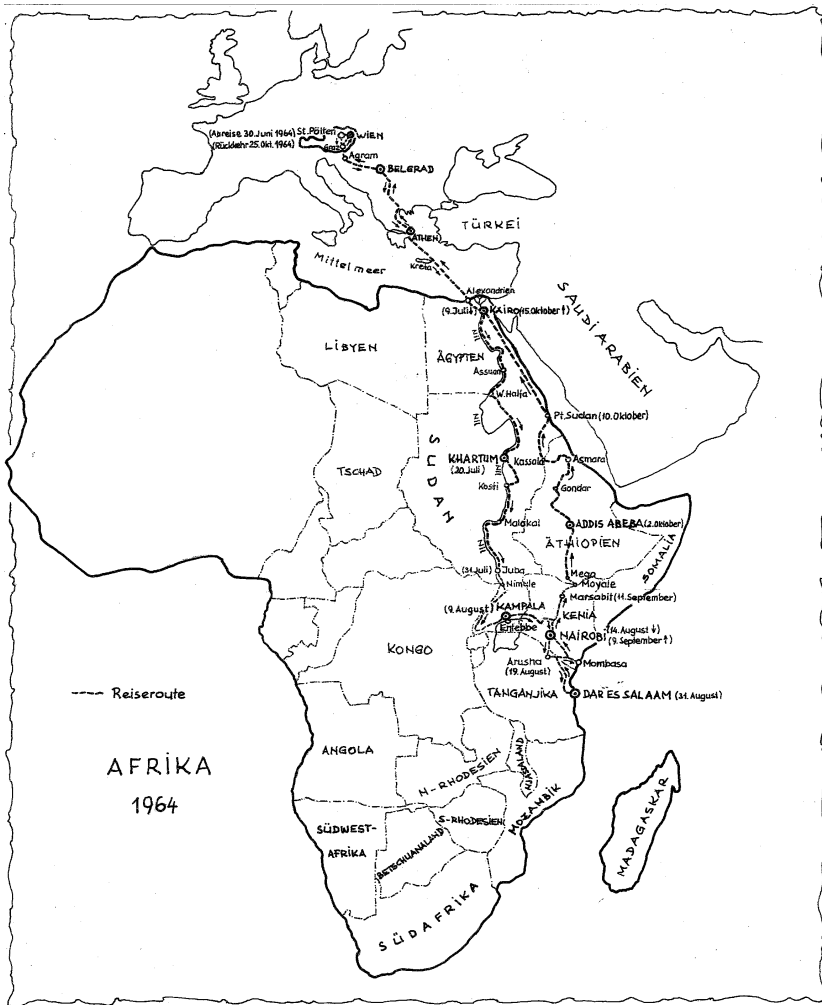 (Abreise 30. Juni 1964) St. Pölten WIEN
(Rückkehr 25. Okt. 1964) Graz
Agram
BELGRAD
TÜRKEI
ATHEN
Mittelmeer
Kreta
Alexandrien
(9. Juli ↓) KAIRO (15. Oktober ↑)
SAUDI ARABIEN
NIL
LIBYEN
ÄGYPTEN
Assuan
W. Halfa
NIL
Pt. Sudan (10. Oktober)
SUDAN
KHARTUM
(20. Juli)
Kassala
Asmara
TSCHAD
Kosti
Gondar
Malakal
ADDIS ABEBA (2. Oktober)
ÄTHIOPIEN
NIL
SOMALIA
(31. Juli) Juba
Mega
Nimule
Moyale
Marsabit (11. September)
(9. August) KAMPALA
KENIA
Entebbe
NAIROBI (14. August ↓)
(9. September ↑)
KONGO
Arusha
(19. August)
Mombasa
TANGANJIKA
DAR ES SALAAM (31. August)
---- Reiseroute
AFRIKA
1964
ANGOLA
N-RHODESIEN
NJASSALAND
MOZAMBIK
MADAGASKAR
SÜDWEST-
AFRIKA
BETSCHUANALAND
S-RHODESIEN
SÜDAFRIKA